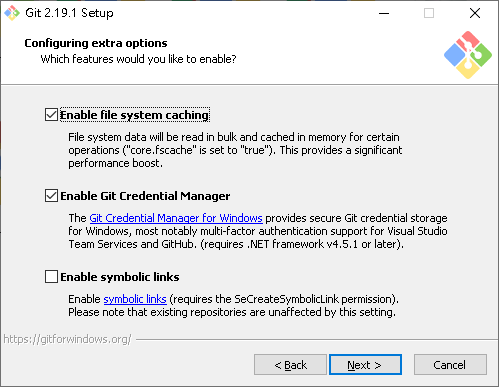 Git 2.19.1 Setup
Configuring extra options
Which features would you like to enable?
Enable file system caching
File system data will be read in bulk and cached in memory for certain
operations ("core.fscache" is set to "true"). This provides a significant
performance boost.
Enable Git Credential Manager
The Git Credential Manager for Windows provides secure Git credential storage
for Windows, most notably multi-factor authentication support for Visual Studio
Team Services and GitHub. (requires .NET framework v4.5.1 or later).
Enable symbolic links
Enable symbolic links (requires the SeCreateSymbolicLink permission).
Please note that existing repositories are unaffected by this setting.
https://gitforwindows.org/
< Back
Next >
Cancel